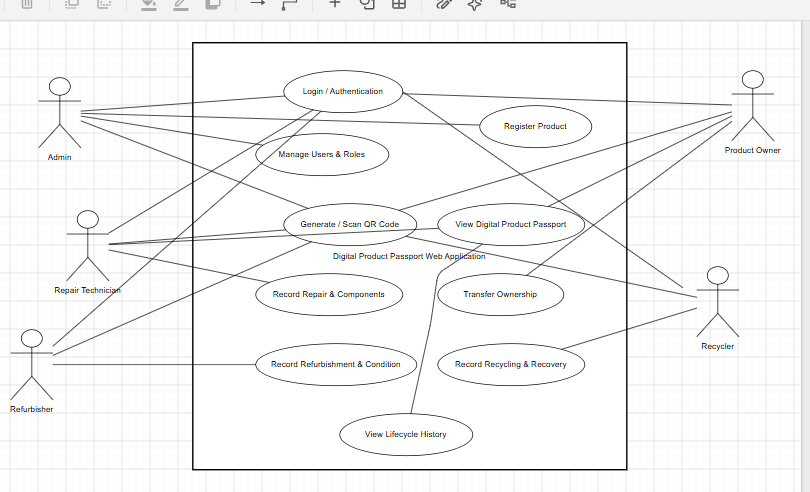 Login / Authentication
Register Product
Admin
Product Owner
Manage Users & Roles
Generate / Scan QR Code
View Digital Product Passport
Digital Product Passport Web Application
Repair Technician
Record Repair & Components
Transfer Ownership
Recycler
Record Refurbishment & Condition
Record Recycling & Recovery
Refurbisher
View Lifecycle History